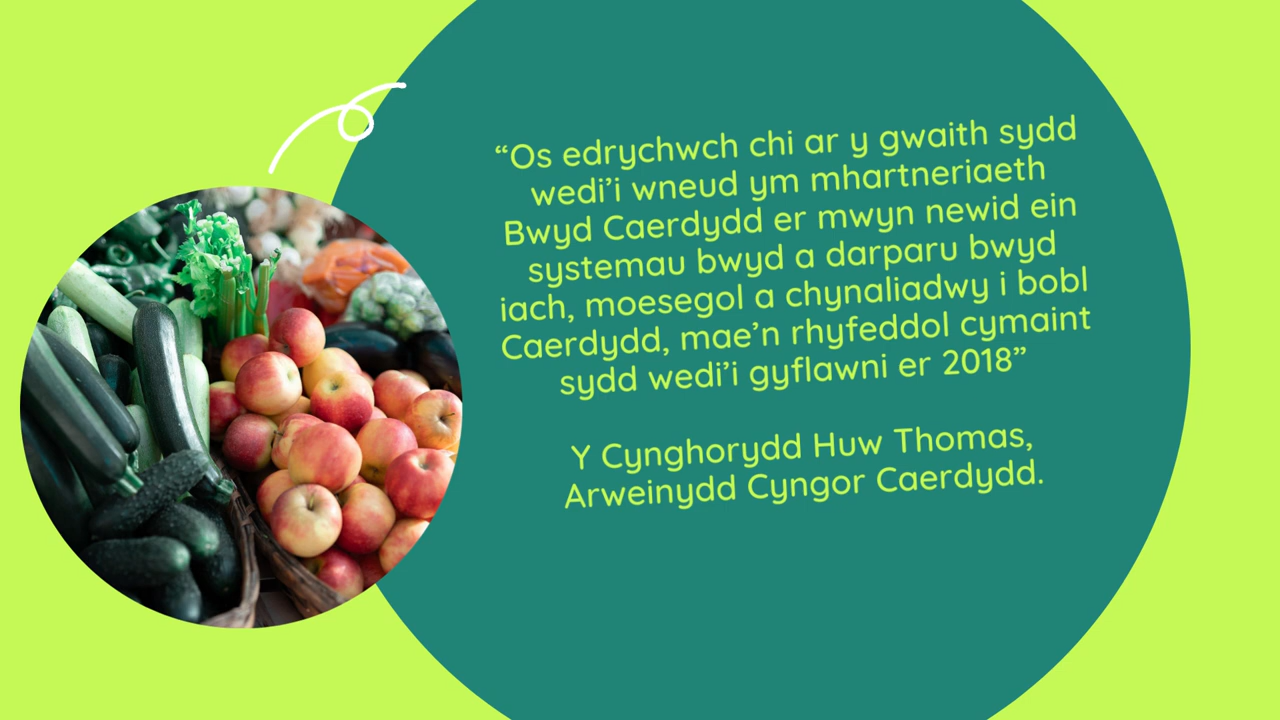 “Os edrychwch chi ar y gwaith sydd
wedi’i wneud ym mhartneriaeth
Bwyd Caerdydd er mwyn newid ein
systemau bwyd a darparu bwyd
iach, moesegol a chynaliadwy i bobl
Caerdydd, mae’n rhyfeddol cymaint
sydd wedi’i gyflawni er 2018”
Y Cynghorydd Huw Thomas,
Arweinydd Cyngor Caerdydd.